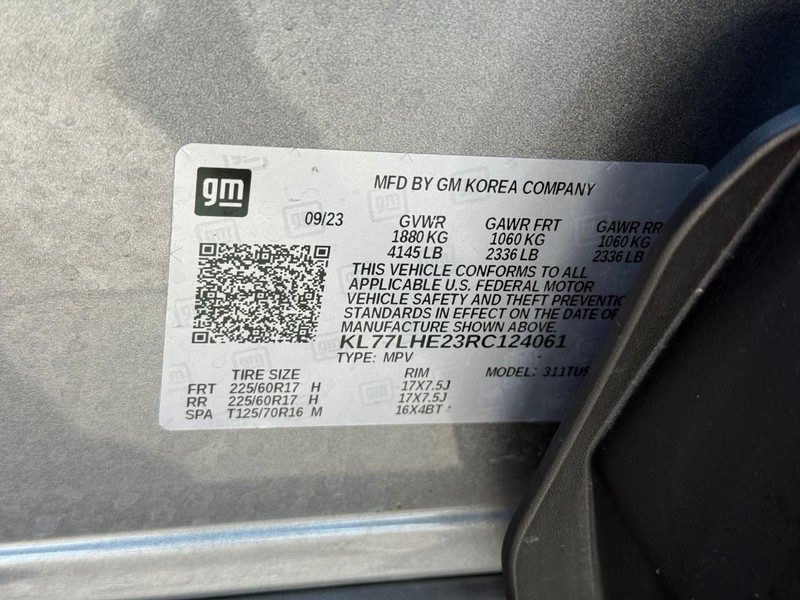 gm
MFD BY GM KOREA COMPANY
09/23 GVWR GAWR FRT GAWR RR
1880 KG 1060 KG 1060 KG
4145 LB 2336 LB 2336 LB
THIS VEHICLE CONFORMS TO ALL
APPLICABLE U.S. FEDERAL MOTOR
VEHICLE SAFETY AND THEFT PREVENTIO
STANDARDS IN EFFECT ON THE DATE OF
MANUFACTURE SHOWN ABOVE.
KL77LHE23RC124061
TYPE: MPV MODEL: 311TUS
TIRE SIZE RIM
FRT 225/60R17 H 17X7.5J
RR 225/60R17 H 17X7.5J
SPA T125/70R16 M 16X4BT